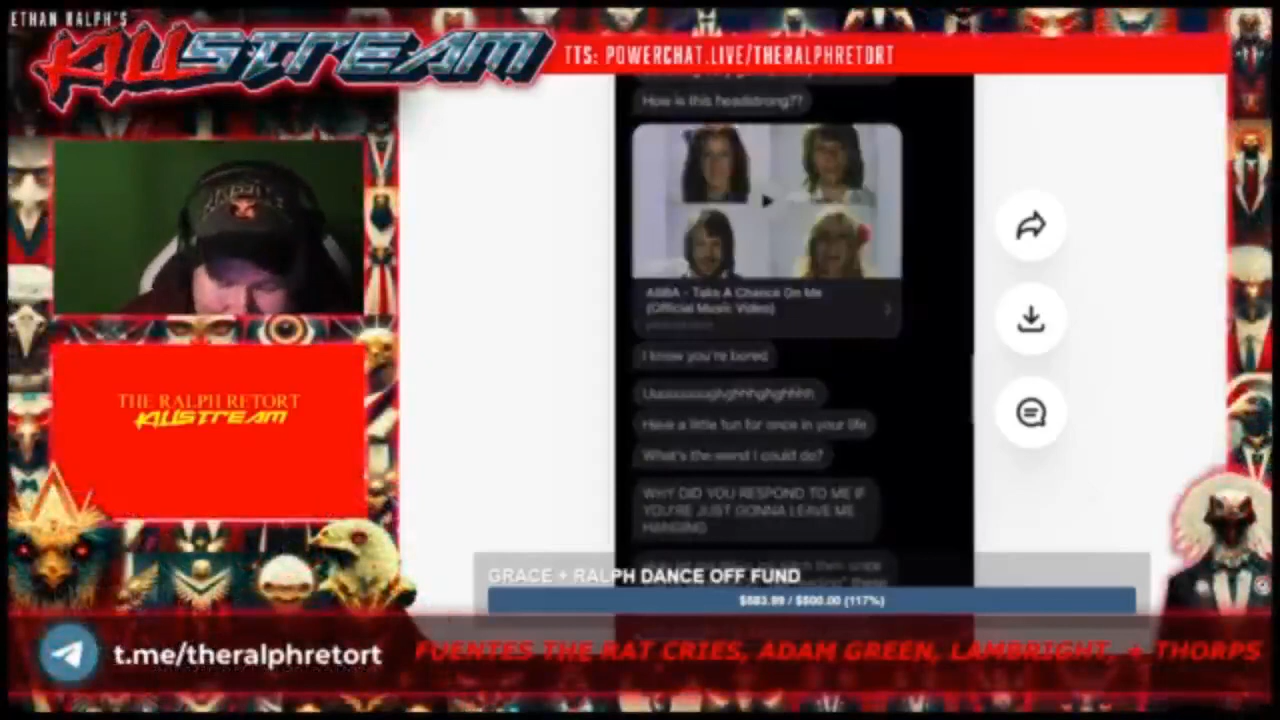 ETHAN RALPH'S
KILLSTREAM
TTS: POWERCHAT.LIVE/THERALPHRETORT
How is this headstrong??
ABBA - Take A Chance On Me
(Official Music Video)
I know you're bored
Have a little fun for once in your life
What's the worst I could do?
WHY DID YOU RESPOND TO ME IF
YOU'RE JUST GONNA LEAVE ME
HANGING
THE RALPH RETORT
KILLSTREAM
GRACE + RALPH DANCE OFF FUND
$583.99 / $500.00 (117%)
t.me/theralphretort
FUENTES THE RAT CRIES, ADAM GREEN, LAMBRIGHT, + THORPS